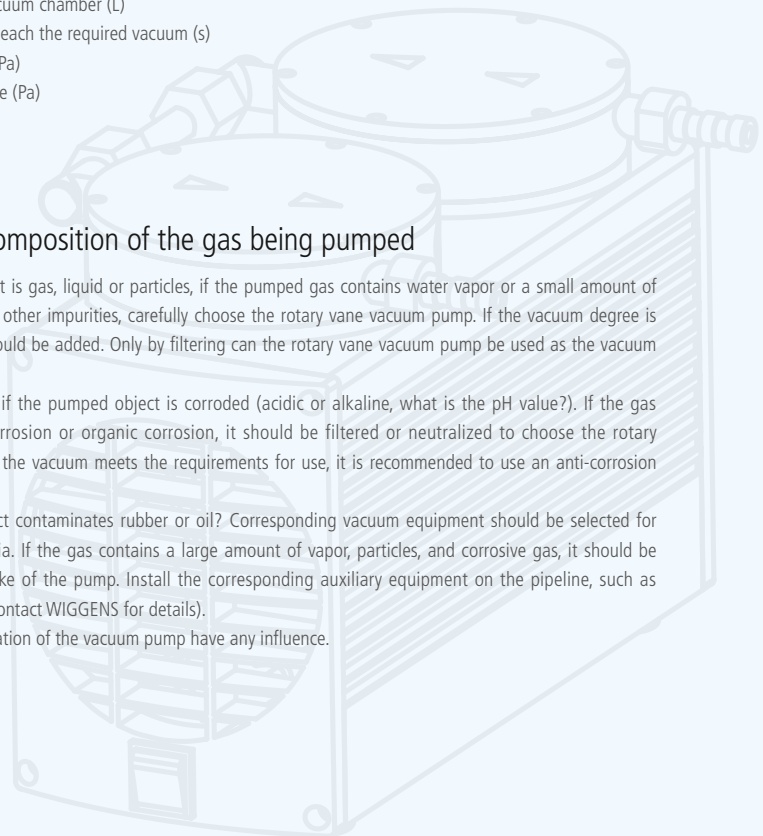 cuum chamber (L)
each the required vacuum (s)
Pa)
e (Pa)
omposition of the gas being pumped
t is gas, liquid or particles, if the pumped gas contains water vapor or a small amount of
other impurities, carefully choose the rotary vane vacuum pump. If the vacuum degree is
ould be added. Only by filtering can the rotary vane vacuum pump be used as the vacuum
if the pumped object is corroded (acidic or alkaline, what is the pH value?). If the gas
rrosion or organic corrosion, it should be filtered or neutralized to choose the rotary
the vacuum meets the requirements for use, it is recommended to use an anti-corrosion
ct contaminates rubber or oil? Corresponding vacuum equipment should be selected for
ia. If the gas contains a large amount of vapor, particles, and corrosive gas, it should be
ke of the pump. Install the corresponding auxiliary equipment on the pipeline, such as
ontact WIGGENS for details).
ation of the vacuum pump have any influence.